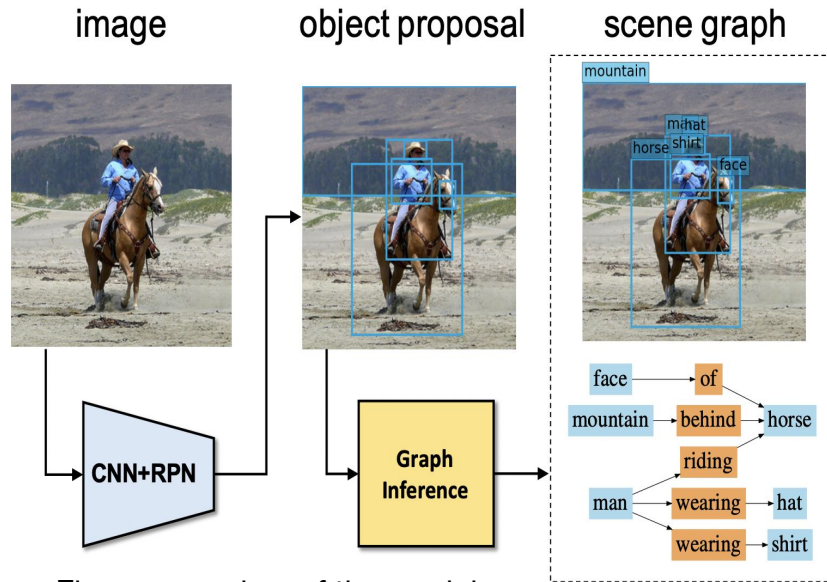 image
object proposal
scene graph
mountain
hat
shirt
horse
face
CNN+RPN
Graph
Inference
face of
mountain behind horse
riding
man wearing hat
wearing shirt